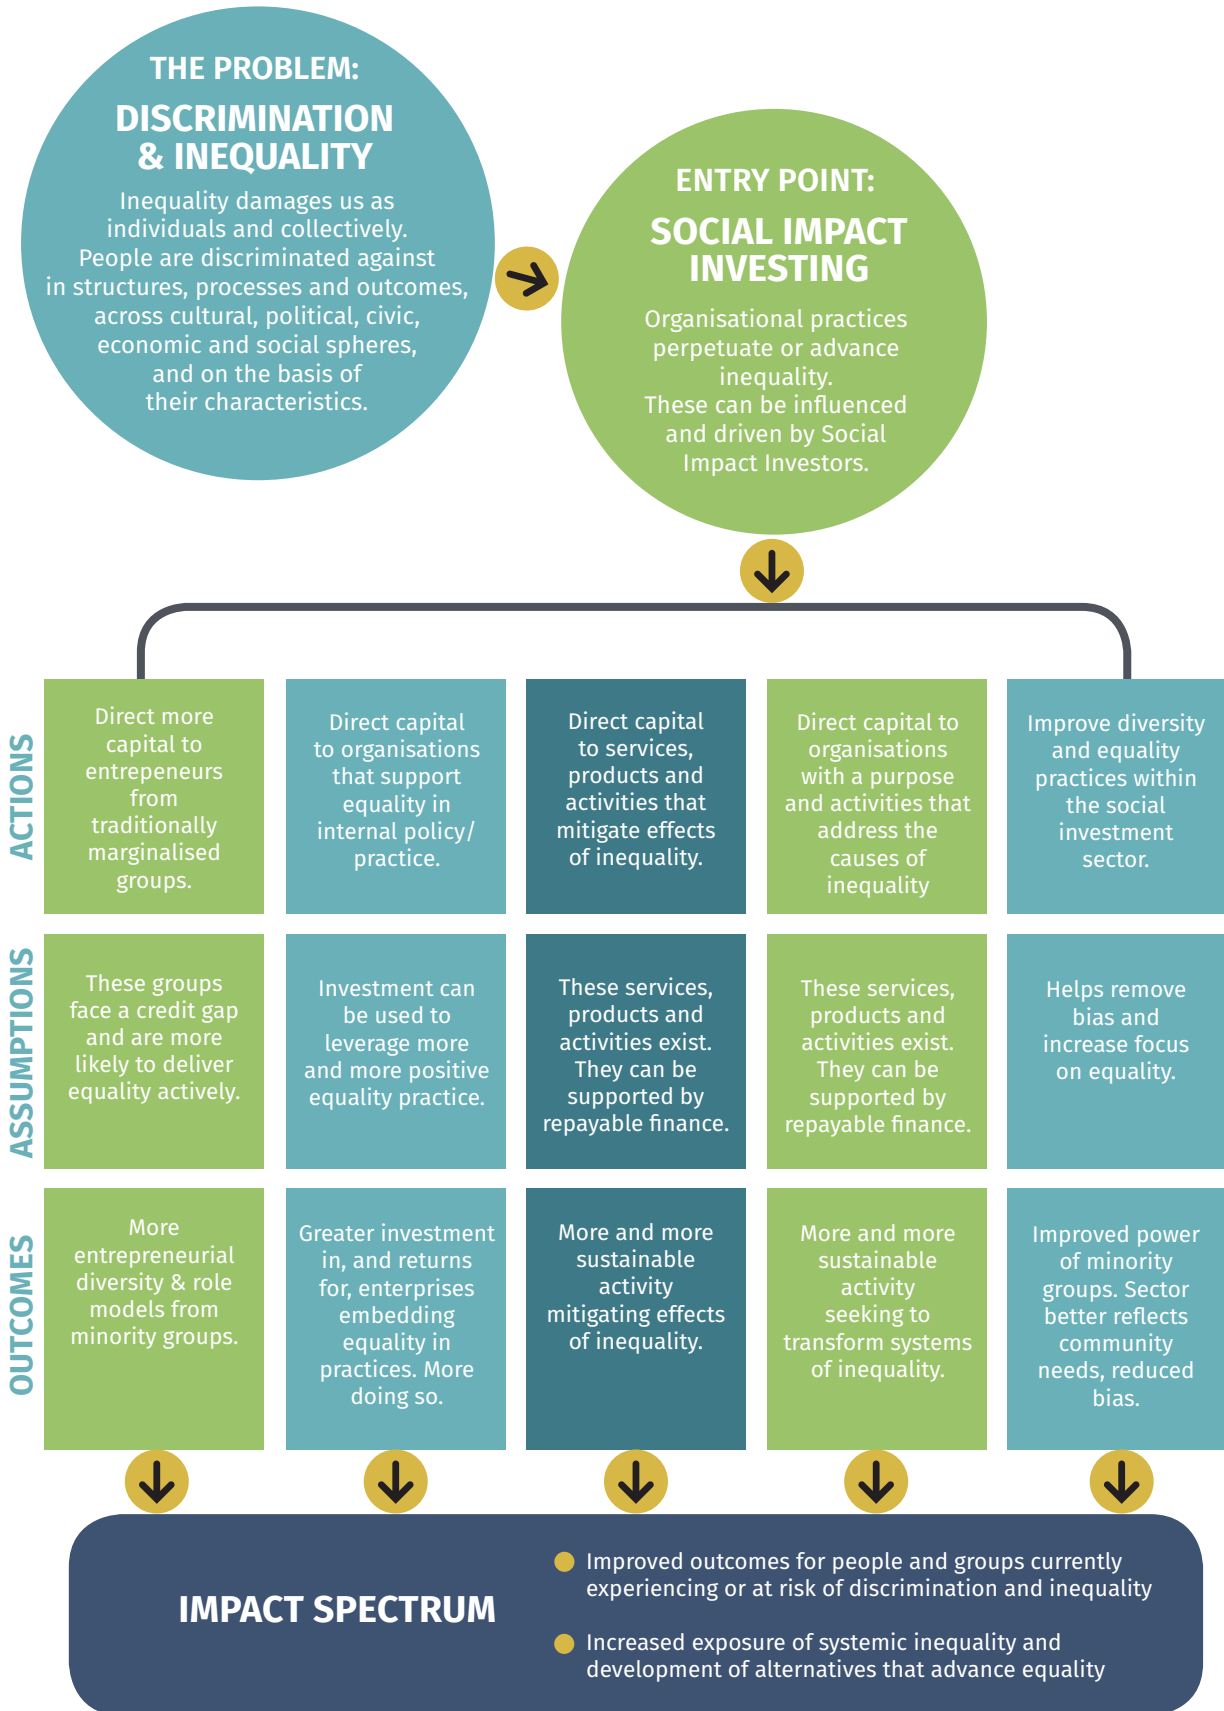 THE PROBLEM:
DISCRIMINATION
& INEQUALITY
Inequality damages us as
individuals and collectively.
People are discriminated against
in structures, processes and outcomes,
across cultural, political, civic,
economic and social spheres,
and on the basis of
their characteristics.
ENTRY POINT:
SOCIAL IMPACT
INVESTING
Organisational practices
perpetuate or advance
inequality.
These can be influenced
and driven by Social
Impact Investors.
ACTIONS
Direct more
capital to
entrepeneurs
from
traditionally
marginalised
groups.
Direct capital
to organisations
that support
equality in
internal policy/
practice.
Direct capital
to services,
products and
activities that
mitigate effects
of inequality.
Direct capital to
organisations
with a purpose
and activities that
address the
causes of
inequality
Improve diversity
and equality
practices within
the social
investment
sector.
ASSUMPTIONS
These groups
face a credit gap
and are more
likely to deliver
equality actively.
Investment can
be used to
leverage more
and more positive
equality practice.
These services,
products and
activities exist.
They can be
supported by
repayable finance.
These services,
products and
activities exist.
They can be
supported by
repayable finance.
Helps remove
bias and
increase focus
on equality.
OUTCOMES
More
entrepreneurial
diversity & role
models from
minority groups.
Greater investment
in, and returns
for, enterprises
embedding
equality in
practices. More
doing so.
More and more
sustainable
activity
mitigating effects
of inequality.
More and more
sustainable
activity
seeking to
transform systems
of inequality.
Improved power
of minority
groups. Sector
better reflects
community
needs, reduced
bias.
IMPACT SPECTRUM
Improved outcomes for people and groups currently
experiencing or at risk of discrimination and inequality
Increased exposure of systemic inequality and
development of alternatives that advance equality